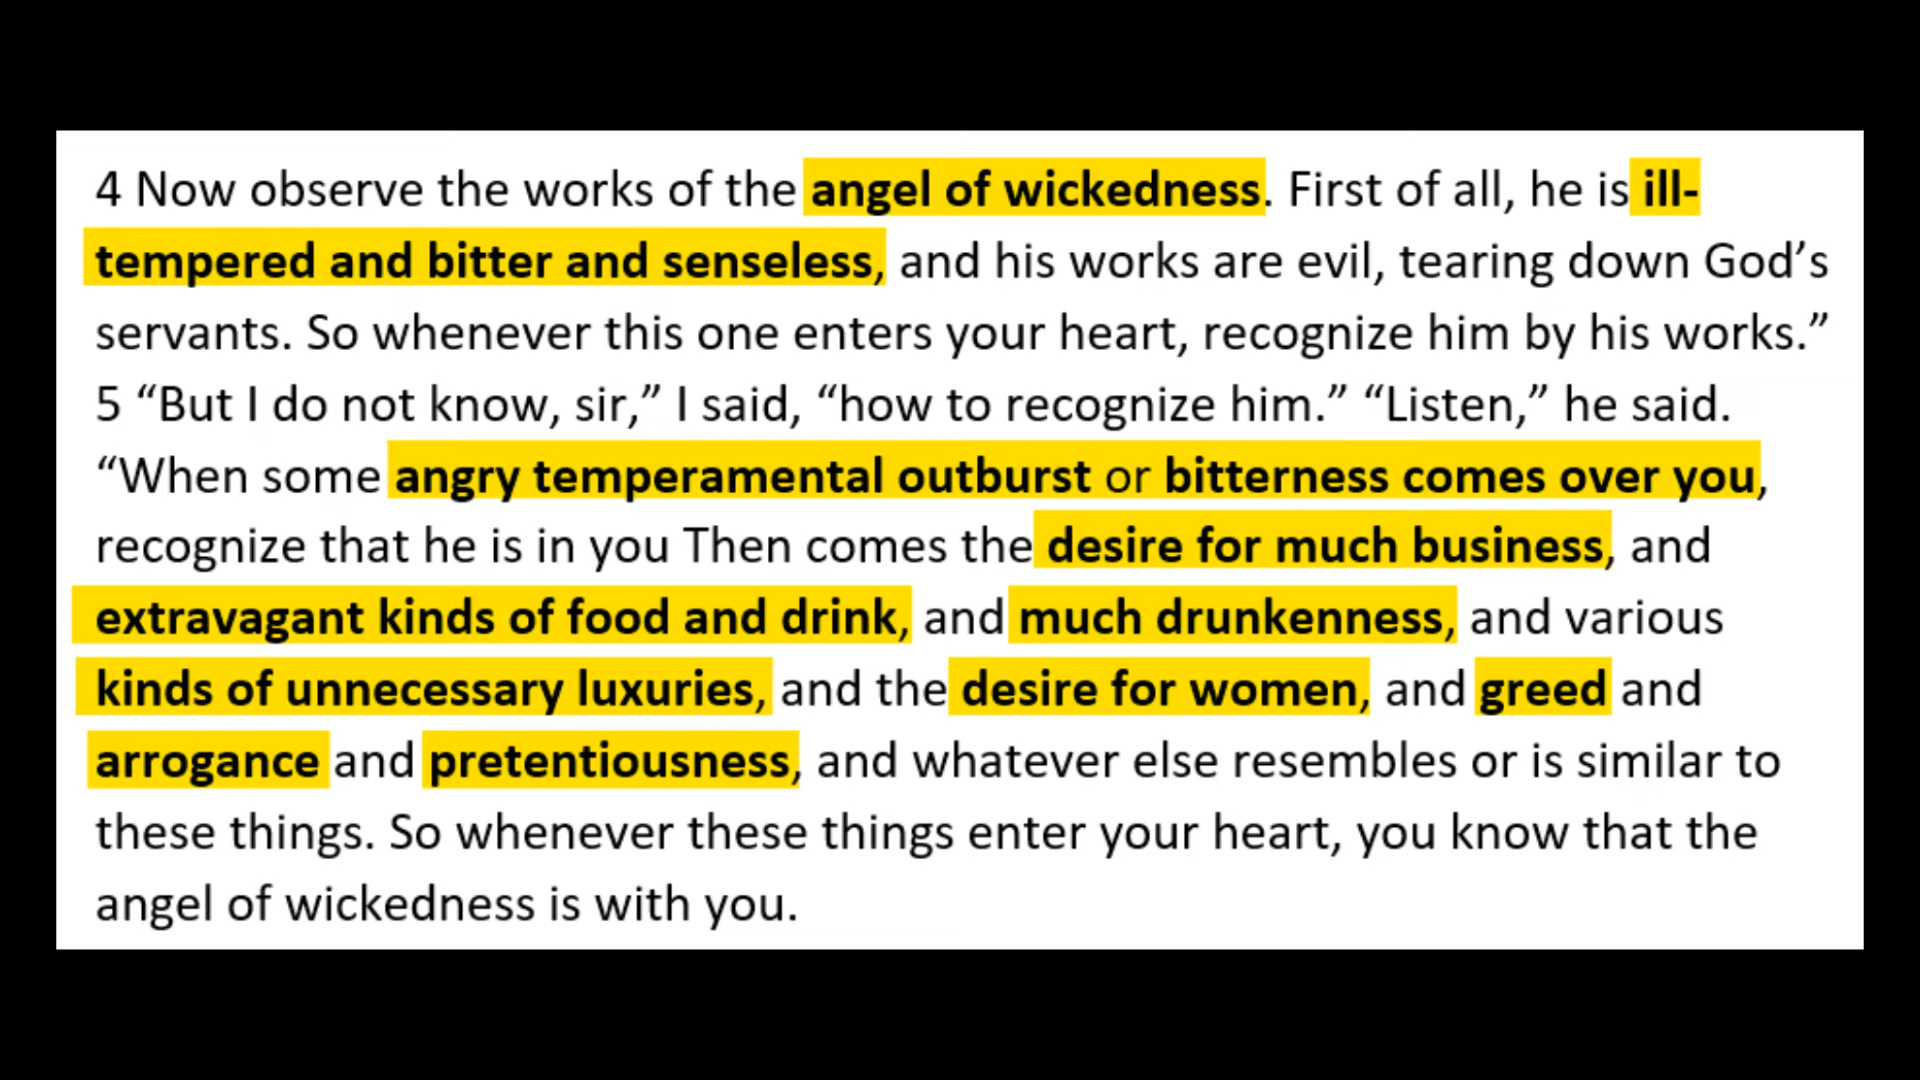 4 Now observe the works of the angel of wickedness. First of all, he is ill-
tempered and bitter and senseless, and his works are evil, tearing down God’s
servants. So whenever this one enters your heart, recognize him by his works.”
5 “But I do not know, sir,” I said, “how to recognize him.” “Listen,” he said.
“When some angry temperamental outburst or bitterness comes over you,
recognize that he is in you Then comes the desire for much business, and
extravagant kinds of food and drink, and much drunkenness, and various
kinds of unnecessary luxuries, and the desire for women, and greed and
arrogance and pretentiousness, and whatever else resembles or is similar to
these things. So whenever these things enter your heart, you know that the
angel of wickedness is with you.